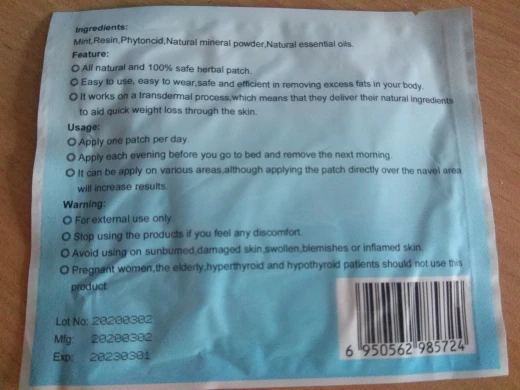 Ingredients:
Mint,Resin,Phytoncid,Natural mineral powder,Natural essential oils.
Feature:
All natural and 100% safe herbal patch.
Easy to use, easy to wear,safe and efficient in removing excess fats in your body.
It works on a transdermal process,which means that they deliver their natural ingredients
to aid quick weight loss through the skin.
Usage:
Apply one patch per day.
Apply each evening before you go to bed and remove the next morning.
It can be apply on various areas,although applying the patch directly over the navel area
will increase results.
Warning:
For external use only
Stop using the products if you feel any discomfort.
Avoid using on sunburned,damaged skin,swollen,blemishes or inflamed skin.
Pregnant women,the elderly,hyperthyroid and hypothyroid patients should not use this
product.
Lot No: 20200302
Mfg: 20200302
Exp: 20230301
6 950562 985724